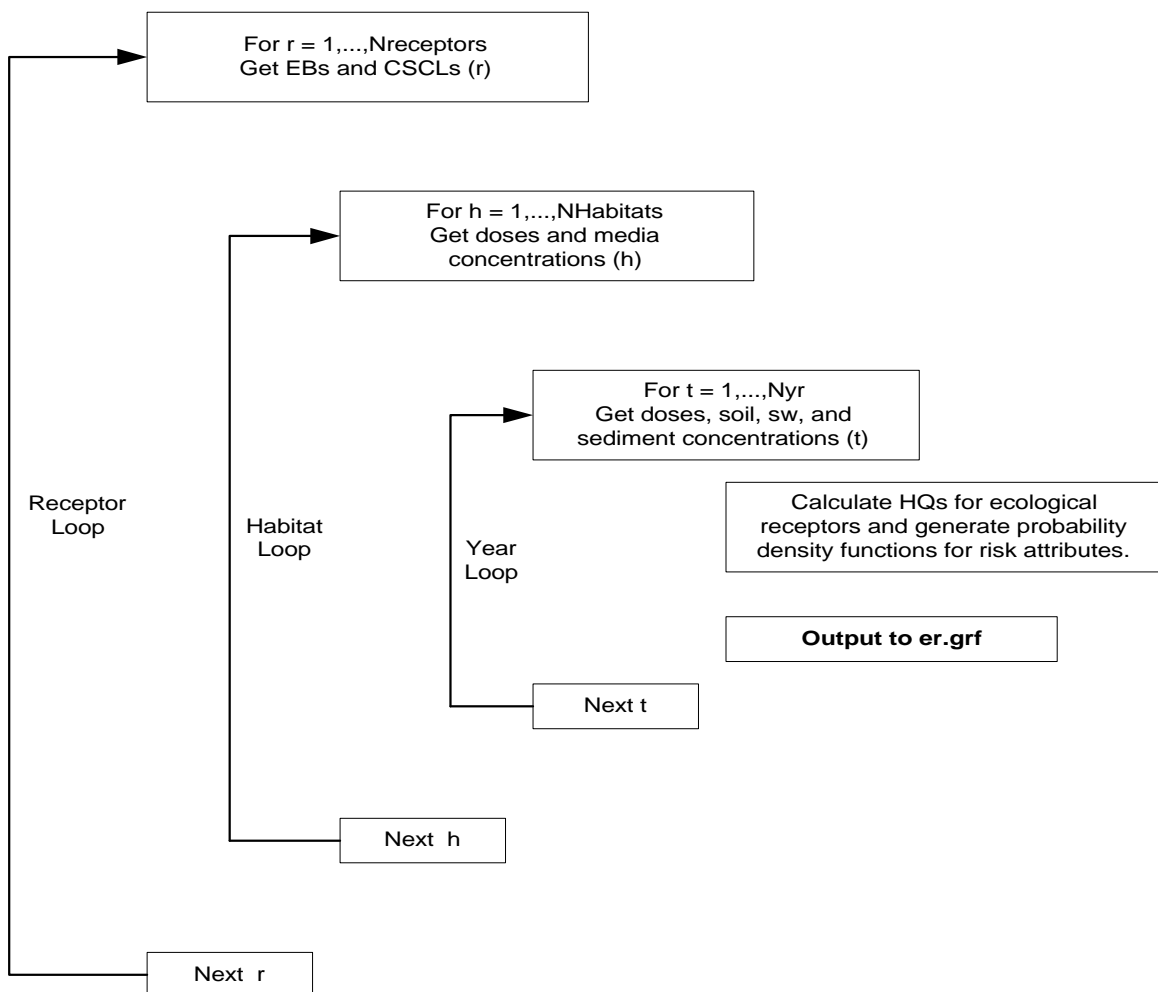 For r = 1,...,Nreceptors
Get EBs and CSCLs (r)
For h = 1,...,NHabitats
Get doses and media
concentrations (h)
For t = 1,...,Nyr
Get doses, soil, sw, and
sediment concentrations (t)
Receptor
Loop
Habitat
Loop
Year
Loop
Calculate HQs for ecological
receptors and generate probability
density functions for risk attributes.
Output to er.grf
Next t
Next h
Next r